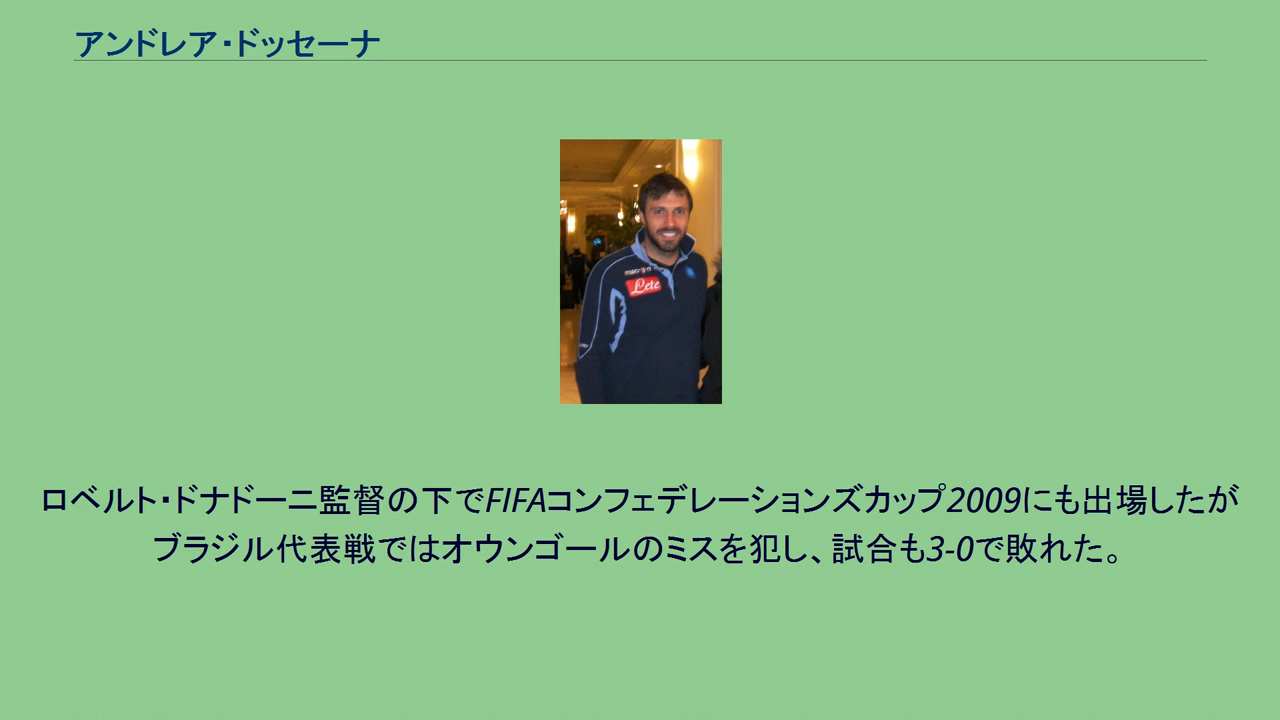 アンドレア・ドッセーナ
macron
Lete
ロベルト・ドナドーニ監督の下でFIFAコンフェデレーションズカップ2009にも出場したが
ブラジル代表戦ではオウンゴールのミスを犯し、試合も3-0で敗れた。